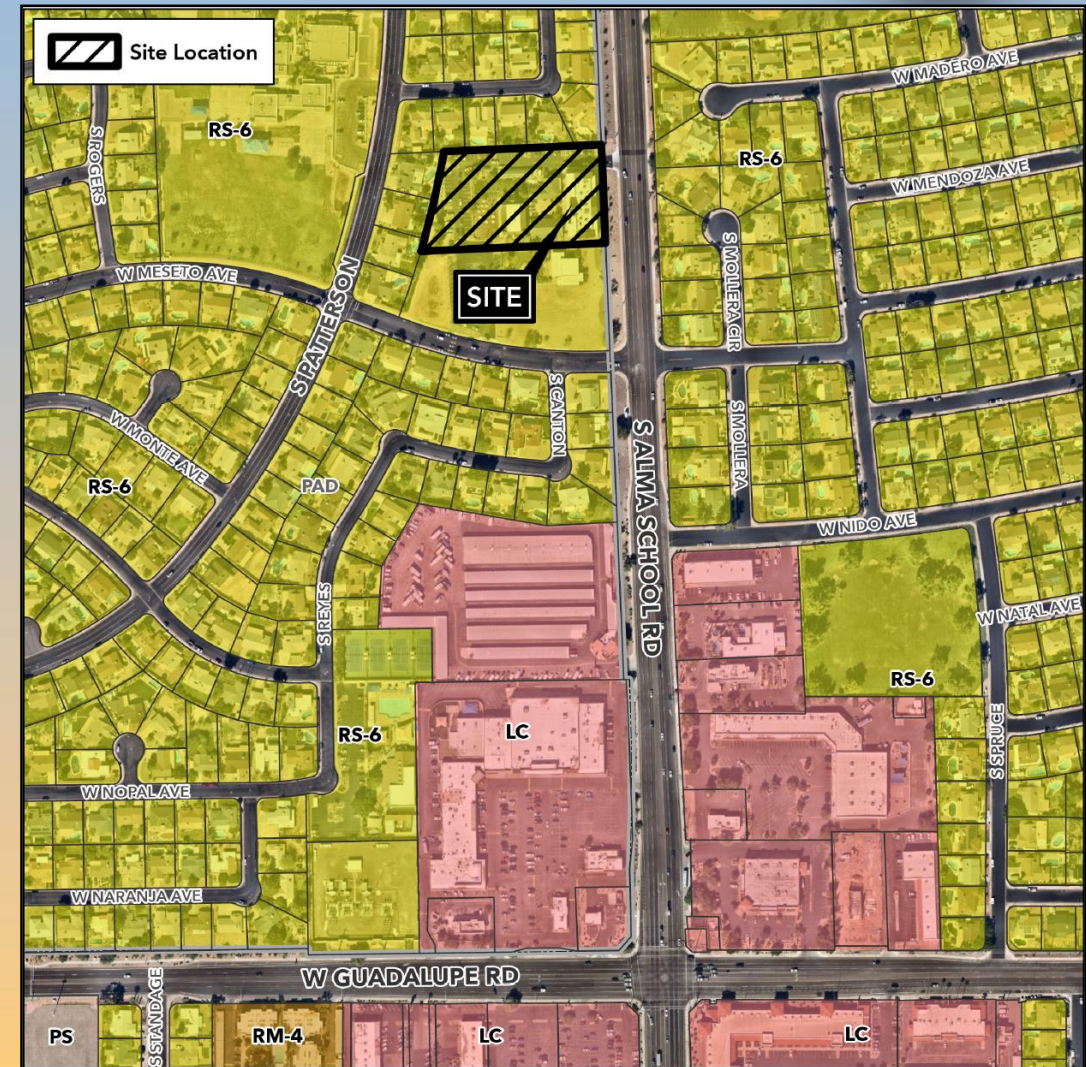 Site Location
W MADERO AVE
RS-6
S ROGERS
RS-6
W MENDOZA AVE
W MESETO AVE
S PATTERSON
SITE
S MOLLERA CIR
S CANTON
S MOLLERA
W MONTE AVE
S ALMA SCHOOL RD
RS-6
PAD
W NIDO AVE
S REYES
W NATAL AVE
RS-6
LC
RS-6
S SPRUCE
W NOPAL AVE
W NARANJA AVE
W GUADALUPE RD
S STANDAGE
PS
RM-4
LC
LC